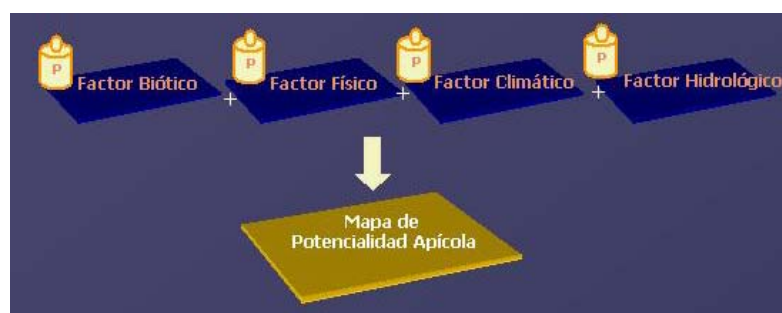 P
Factor Biótico
+
P
Factor Físico
+
P
Factor Climático
+
P
Factor Hidrológico
Mapa de
Potencialidad Apícola